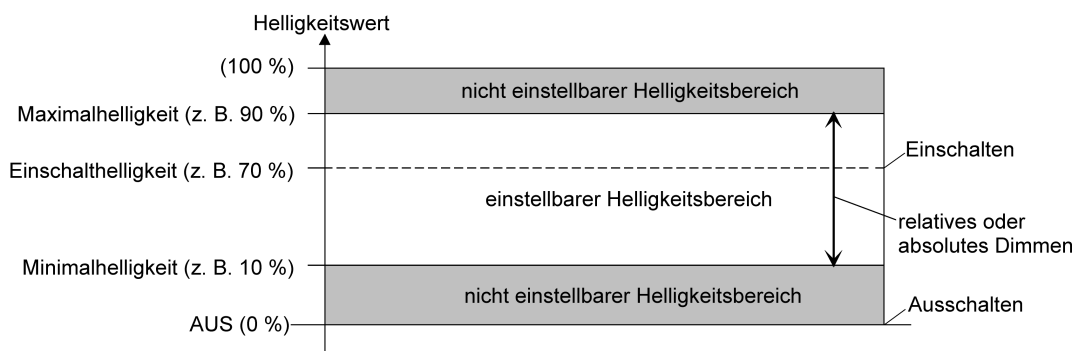 Helligkeitswert
(100 %)
nicht einstellbarer Helligkeitsbereich
Maximalhelligkeit (z. B. 90 %)
Einschalten
Einschalthelligkeit (z. B. 70 %)
einstellbarer Helligkeitsbereich
relatives oder
absolutes Dimmen
Minimalhelligkeit (z. B. 10 %)
nicht einstellbarer Helligkeitsbereich
Ausschalten
AUS (0 %)